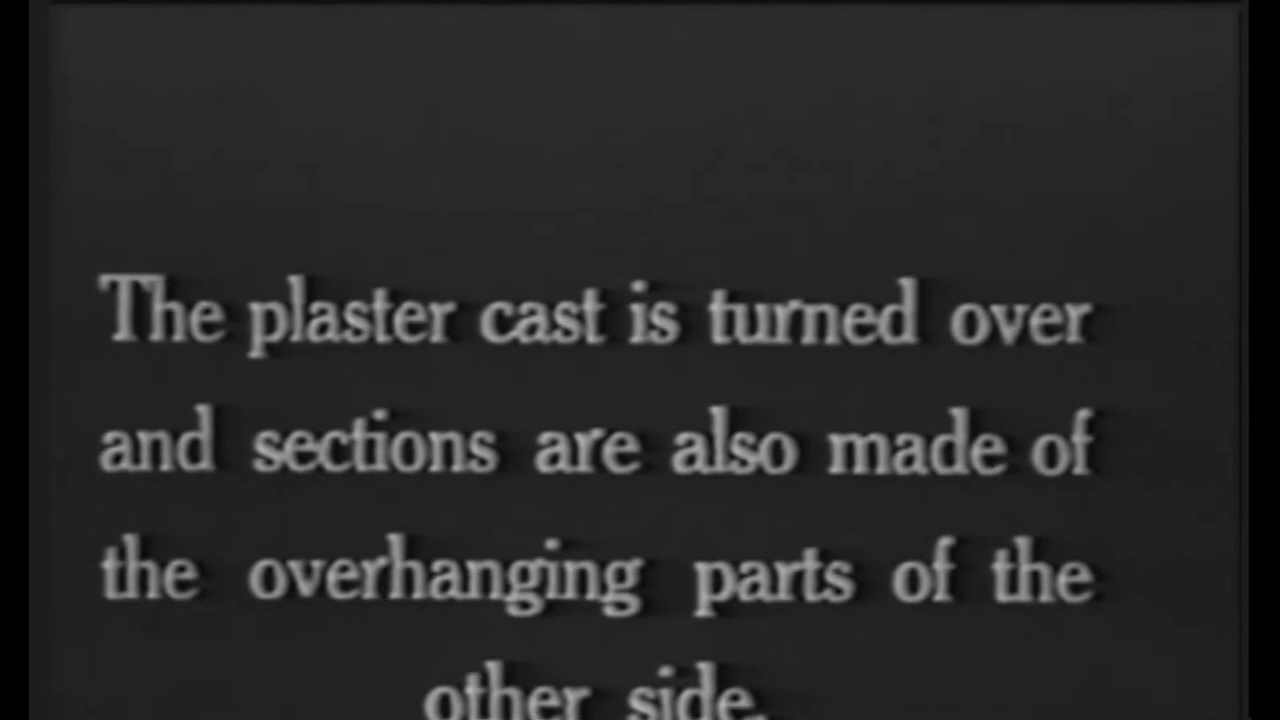 The plaster cast is turned over
and sections are also made of
the overhanging parts of the
other side.